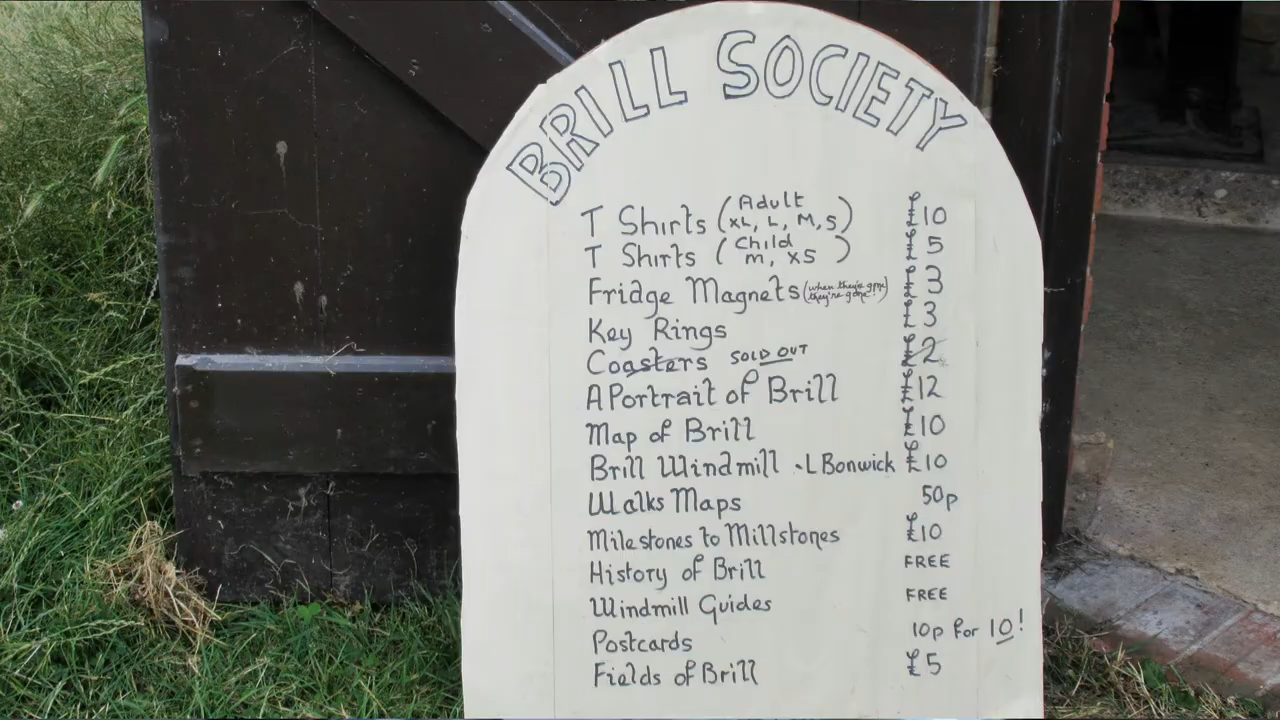 BRILL SOCIETY
T Shirts (Adult XL, L, M, S) £10
T Shirts (Child M, XS) £5
Fridge Magnets (when they're gone they're gone!) £3
Key Rings £3
Coasters SOLD OUT £2
A Portrait of Brill £12
Map of Brill £10
Brill Windmill - L Bonwick £10
Walks Maps 50p
Milestones to Millstones £10
History of Brill FREE
Windmill Guides FREE
Postcards 10p for 10!
Fields of Brill £5